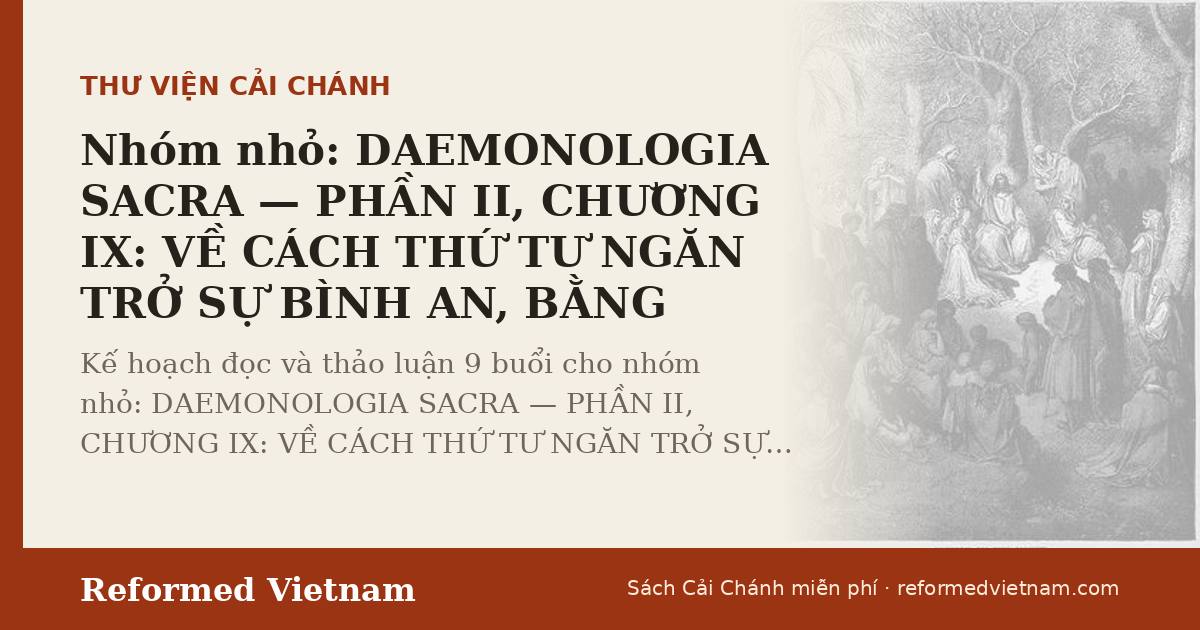 THƯ VIỆN CẢI CHÁNH
Nhóm nhỏ: DAEMONOLOGIA
SACRA — PHẦN II, CHƯƠNG
IX: VỀ CÁCH THỨ TƯ NGĂN
TRỞ SỰ BÌNH AN, BẰNG
Kế hoạch đọc và thảo luận 9 buổi cho nhóm
nhỏ: DAEMONOLOGIA SACRA — PHẦN II,
CHƯƠNG IX: VỀ CÁCH THỨ TƯ NGĂN TRỞ SỰ…
Reformed Vietnam
Sách Cải Chánh miễn phí · reformedvietnam.com